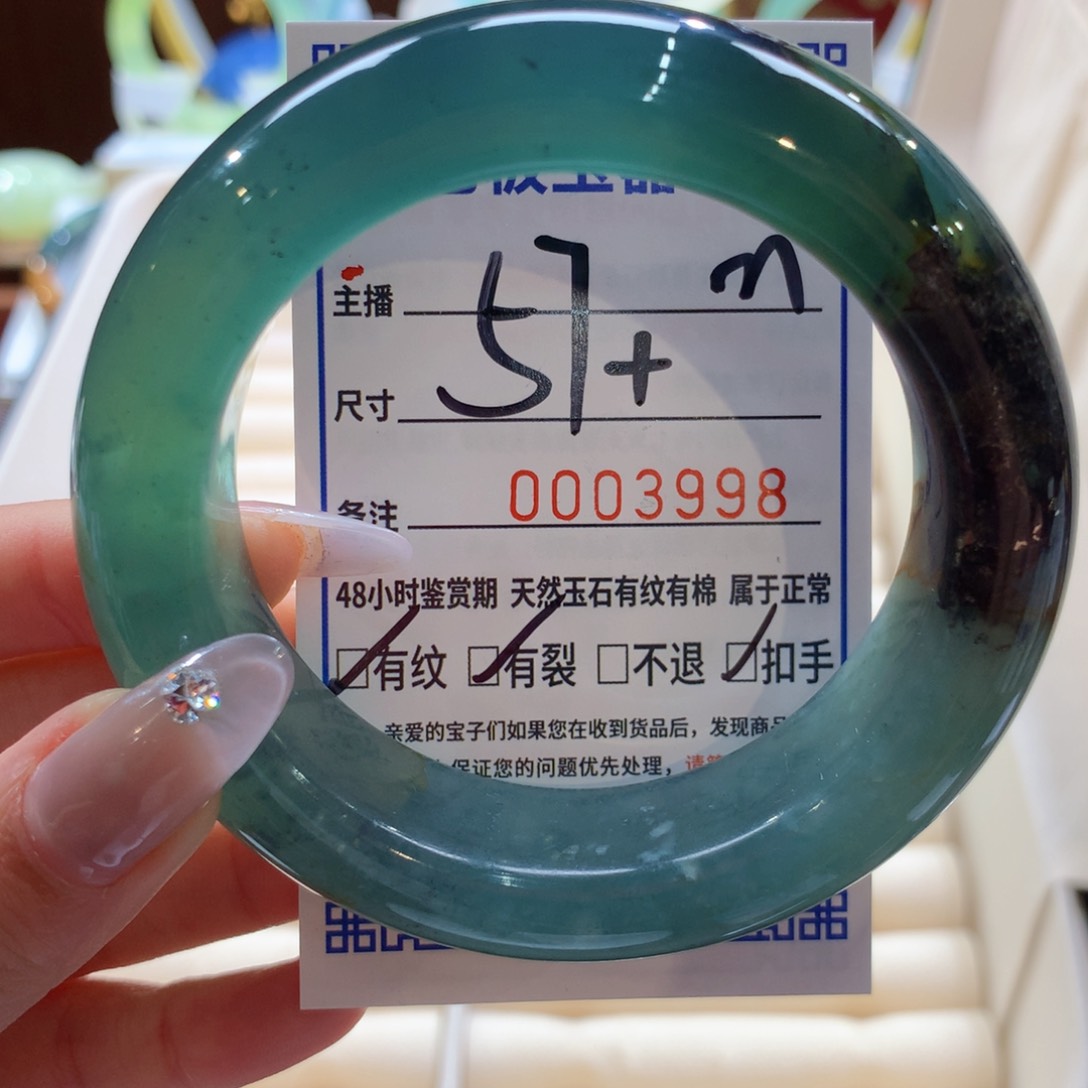 m
主播
57+
尺寸
备注 0003998
48小时鉴赏期 天然玉石有纹有棉 属于正常
☑有纹 ☑有裂 □不退 ☑扣手
亲爱的宝子们如果您在收到货品后，发现商
保证您的问题优先处理，请